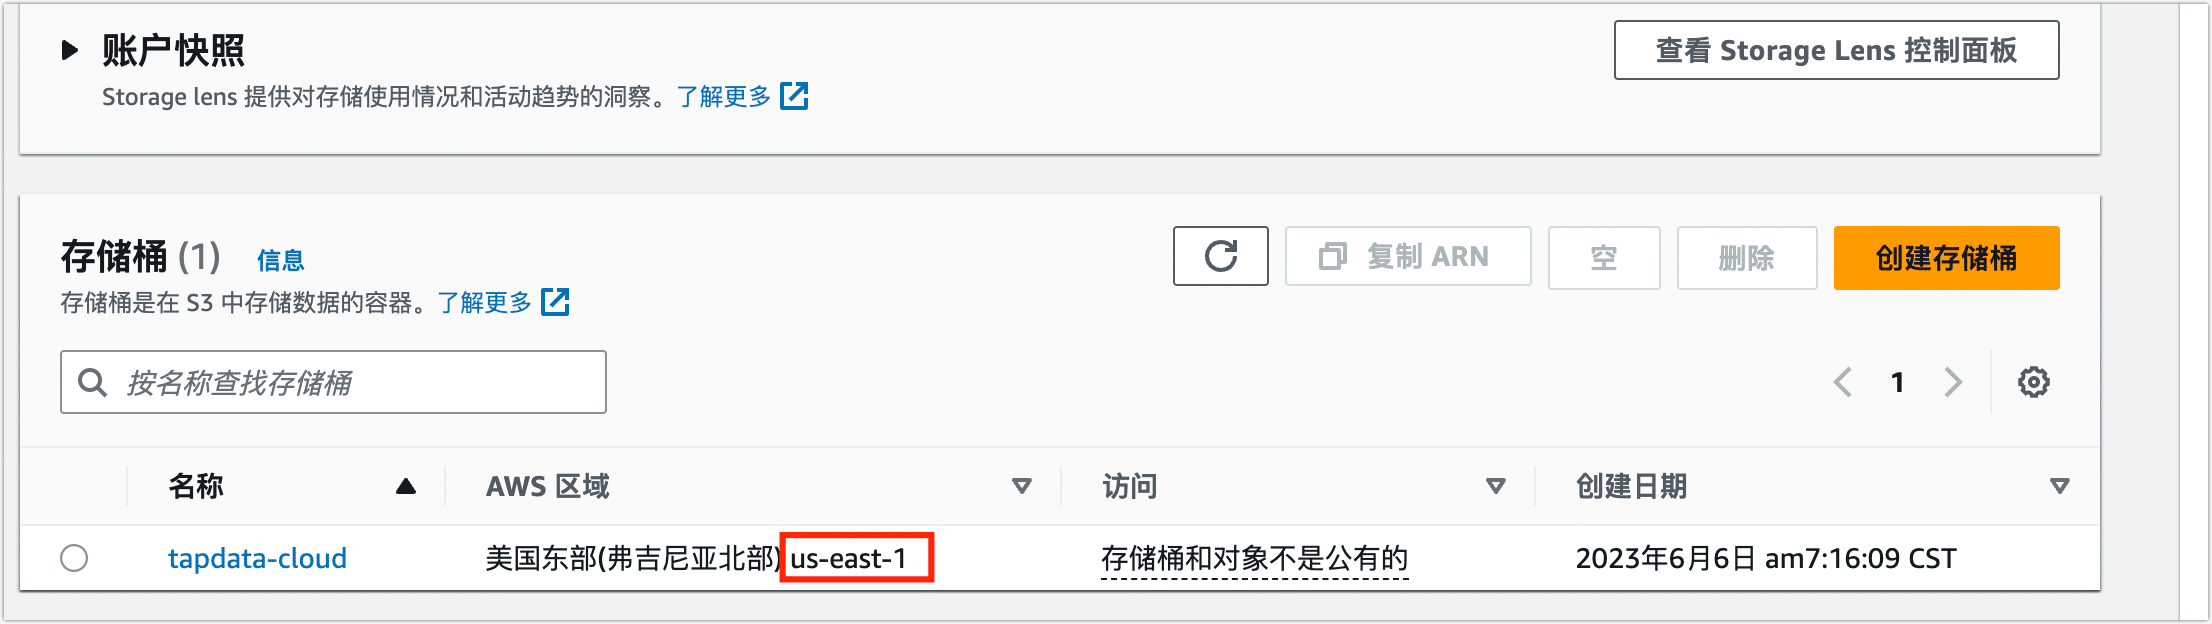 账户快照
查看 Storage Lens 控制面板
Storage lens 提供对存储使用情况和活动趋势的洞察。了解更多
存储桶 (1) 信息
复制 ARN
空
删除
创建存储桶
存储桶是在 S3 中存储数据的容器。了解更多
按名称查找存储桶
1
名称 AWS 区域 访问 创建日期
tapdata-cloud 美国东部(弗吉尼亚北部) us-east-1 存储桶和对象不是公有的 2023年6月6日 am7:16:09 CST